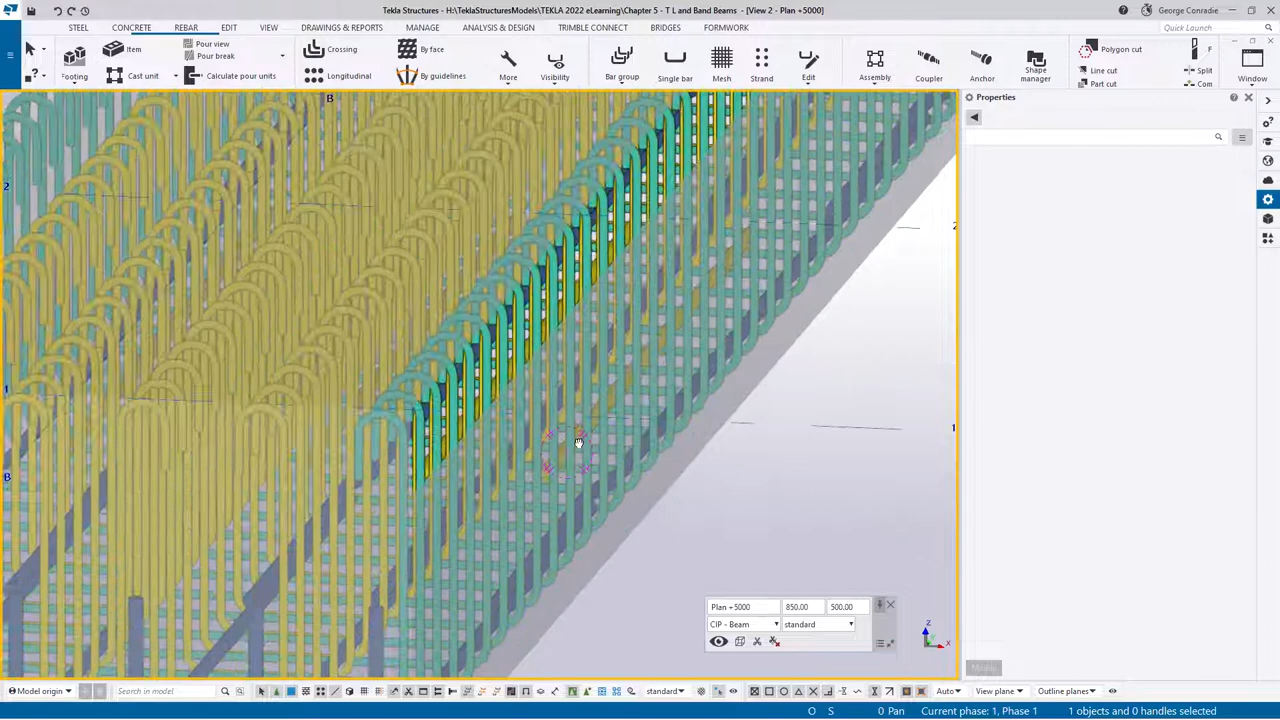 Tekla Structures - H:\TeklaStructuresModels\TEKLA 2022 eLearning\Chapter 5 - T L and Band Beams - [View 2 - Plan +5000]
George Conradie
STEEL CONCRETE REBAR EDIT VIEW DRAWINGS & REPORTS MANAGE ANALYSIS & DESIGN TRIMBLE CONNECT BRIDGES FORMWORK
Quick Launch
Item Pour view Crossing By face Polygon cut F
Pour break
Footing Cast unit Calculate pour units Longitudinal By guidelines More Visibility Bar group Single bar Mesh Strand Edit Assembly Coupler Anchor Shape manager Line cut Split Window
Part cut Com
Properties
B
2
2
1
1
B
Plan +5000 850.00 500.00
CIP - Beam standard
z
x
Model origin Search in model standard Auto View plane Outline planes
O S 0 Pan Current phase: 1, Phase 1 1 objects and 0 handles selected